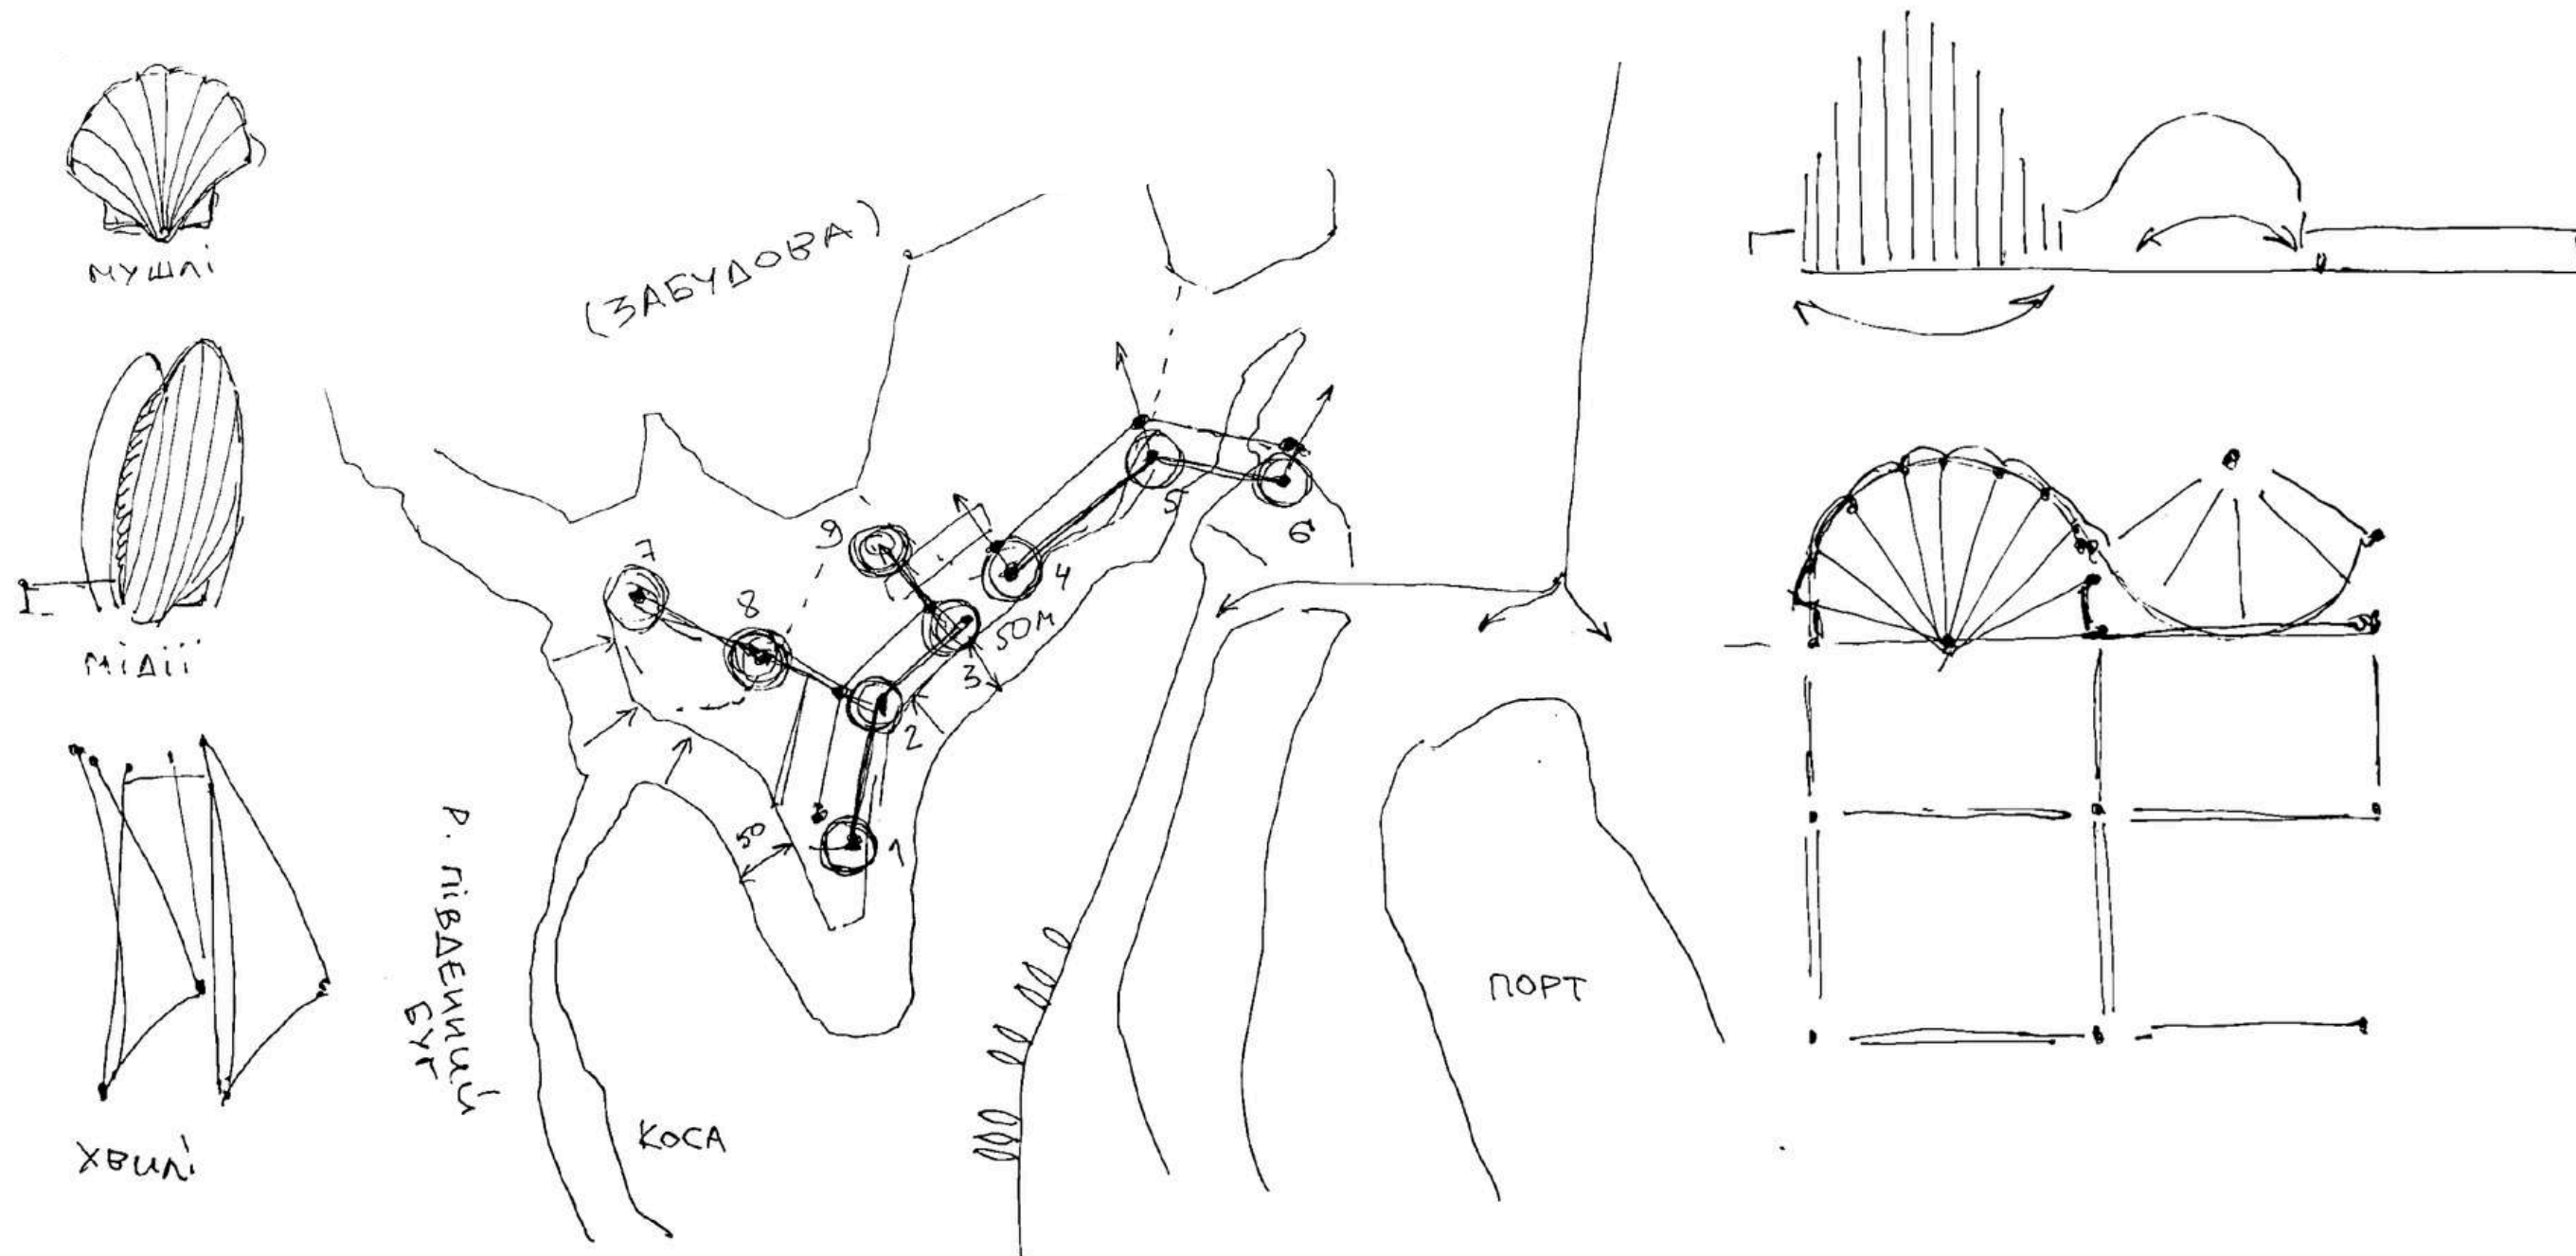 МУШЛІ
МІДІЇ
ХВИЛІ
(ЗАБУДОВА)
7
8
9
4
5
6
50М
3
2
1
50
Р. ПІВДЕННИЙ
БУГ
КОСА
ПОРТ